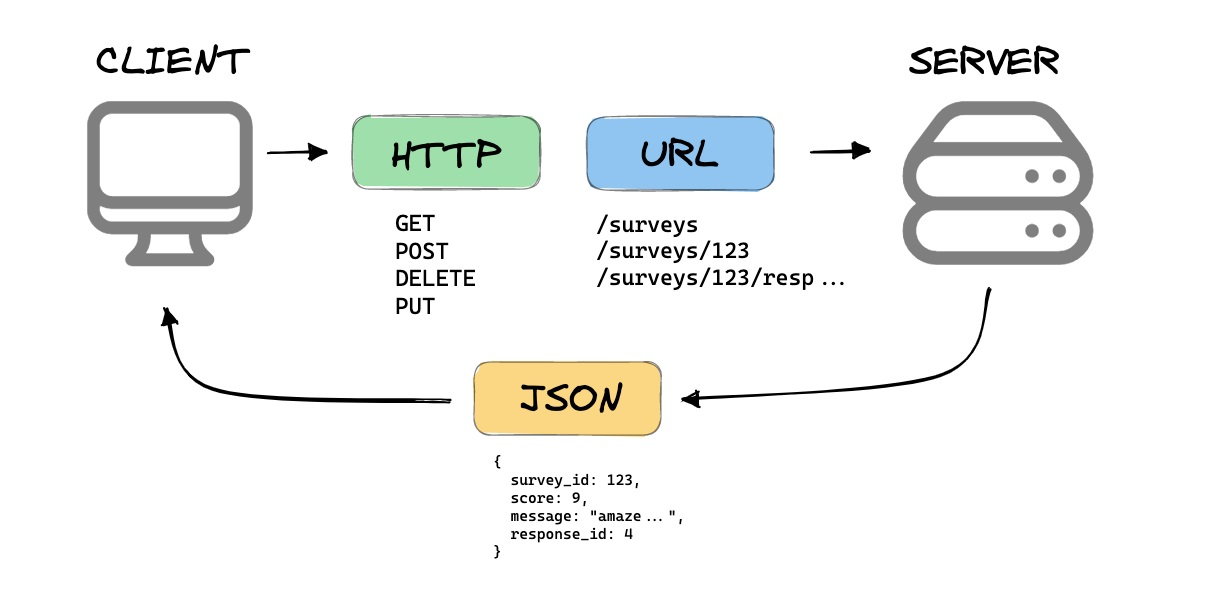 CLIENT
SERVER
HTTP
URL
GET
POST
DELETE
PUT
/surveys
/surveys/123
/surveys/123/resp...
JSON
{
  survey_id: 123,
  score: 9,
  message: "amaze...",
  response_id: 4
}